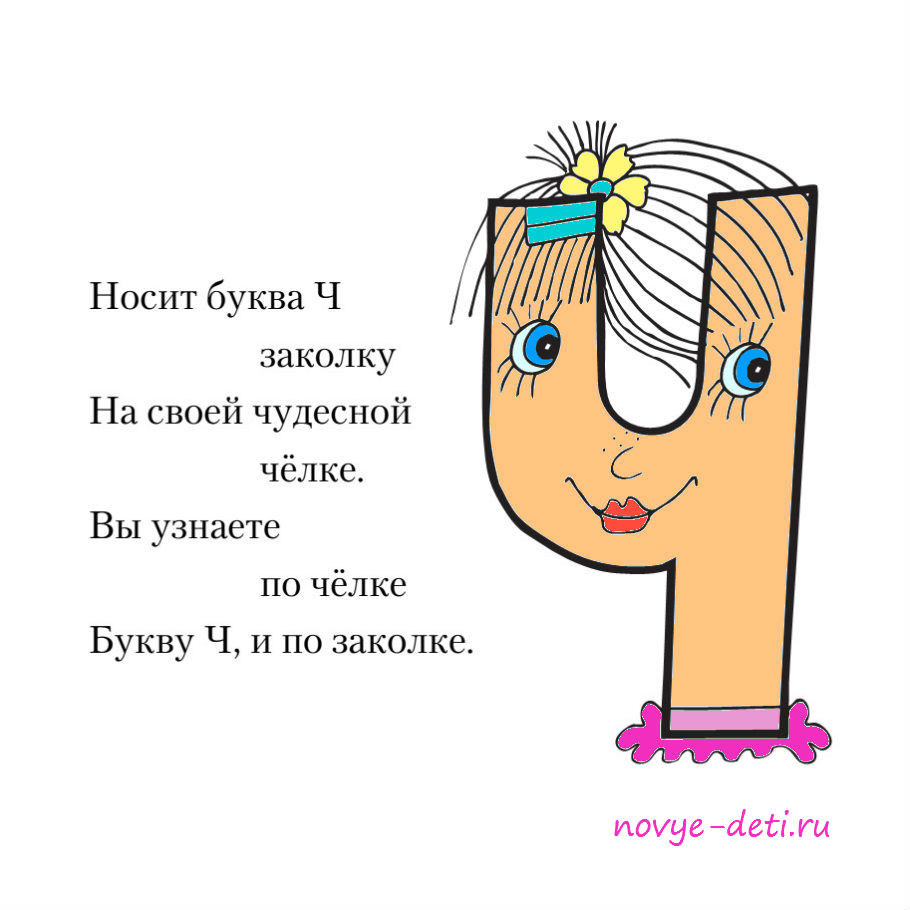 Носит буква Ч
заколку
На своей чудесной
чёлке.
Вы узнаете
по чёлке
Букву Ч, и по заколке.
novye-deti.ru